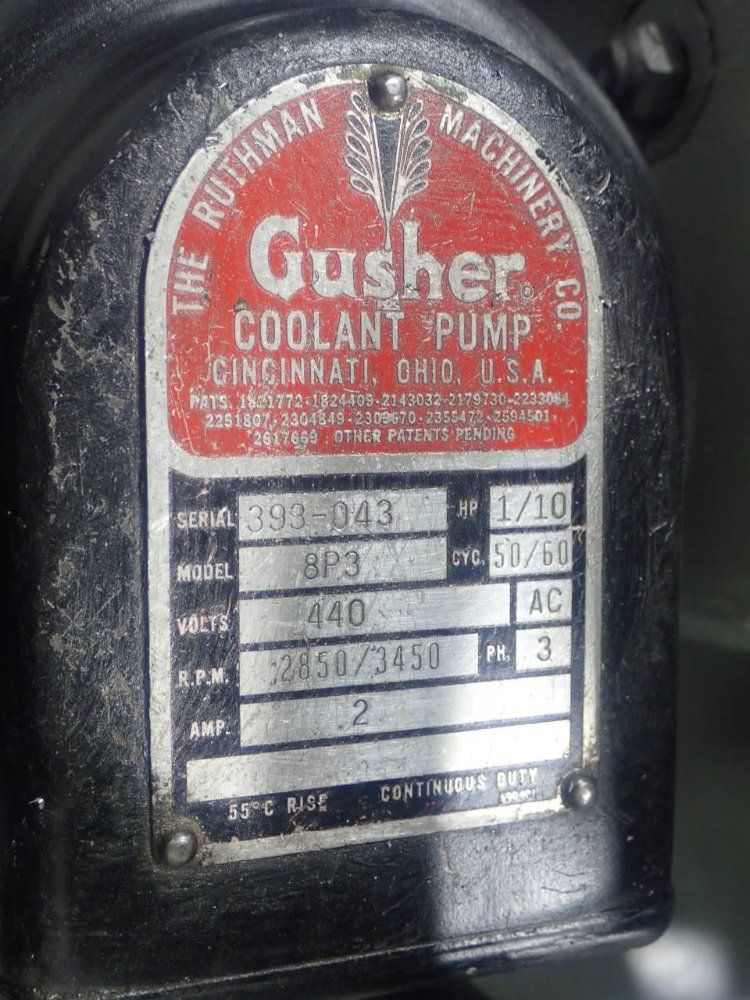 THE RUTHMAN MACHINERY CO.
Gusher
COOLANT PUMP
CINCINNATI, OHIO, U.S.A.
PATS. 1821772-1824409-2143032-2179730-2233064
2251807-2304849-2309670-2355472-2594501-
2617669 OTHER PATENTS PENDING
SERIAL 393-043 HP 1/10
MODEL 8P3 CYC. 50/60
VOLTS 440 AC
R.P.M. 2850/3450 PH. 3
AMP. 2
55°C RISE CONTINUOUS DUTY